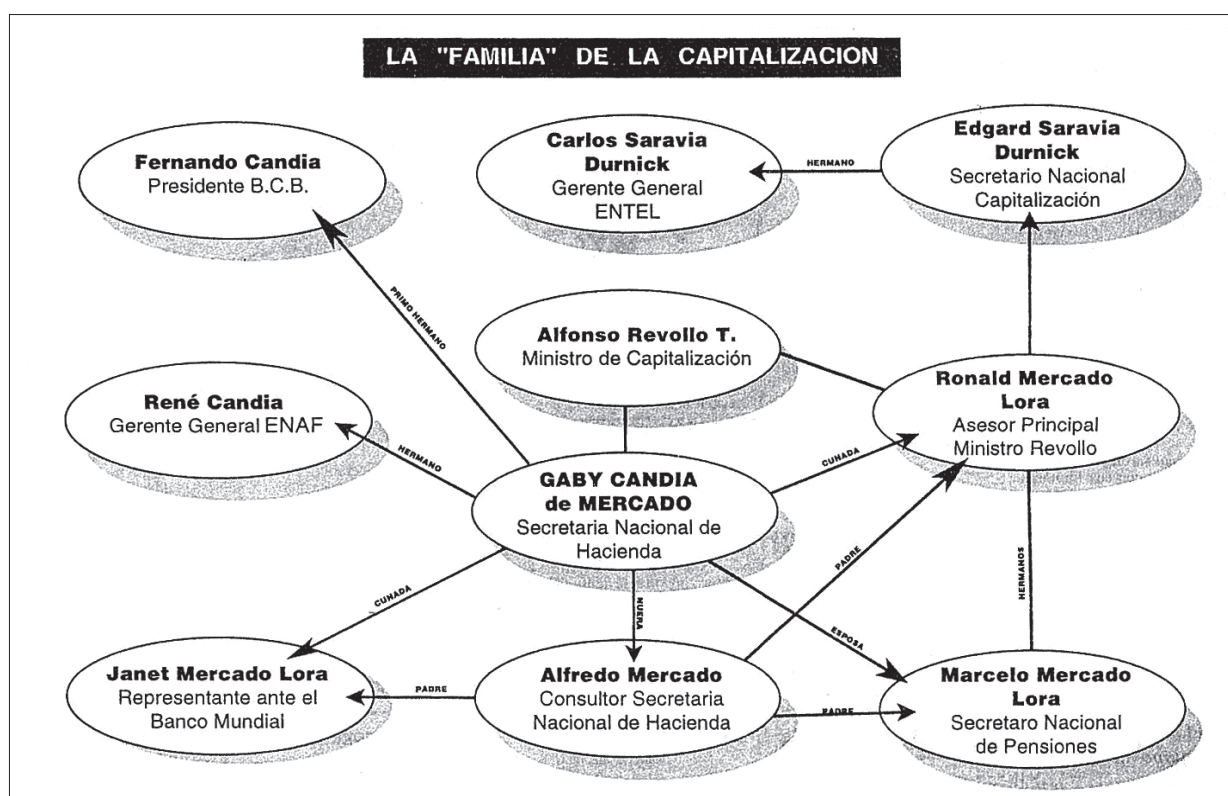 LA "FAMILIA" DE LA CAPITALIZACION
Fernando Candia
Presidente B.C.B.
Carlos Saravia
Durnick
Gerente General
ENTEL
HERMANO
Edgard Saravia
Durnick
Secretario Nacional
Capitalización
PRIMO HERMANO
Alfonso Revollo T.
Ministro de Capitalización
René Candia
Gerente General ENAF
Ronald Mercado
Lora
Asesor Principal
Ministro Revollo
HERMANO
CUNADA
GABY CANDIA
de MERCADO
Secretaria Nacional de
Hacienda
PADRE
HERMANOS
CUNADA
NUERA
ESPOSA
Janet Mercado Lora
Representante ante el
Banco Mundial
PADRE
Alfredo Mercado
Consultor Secretaria
Nacional de Hacienda
PADRE
Marcelo Mercado
Lora
Secretaro Nacional
de Pensiones